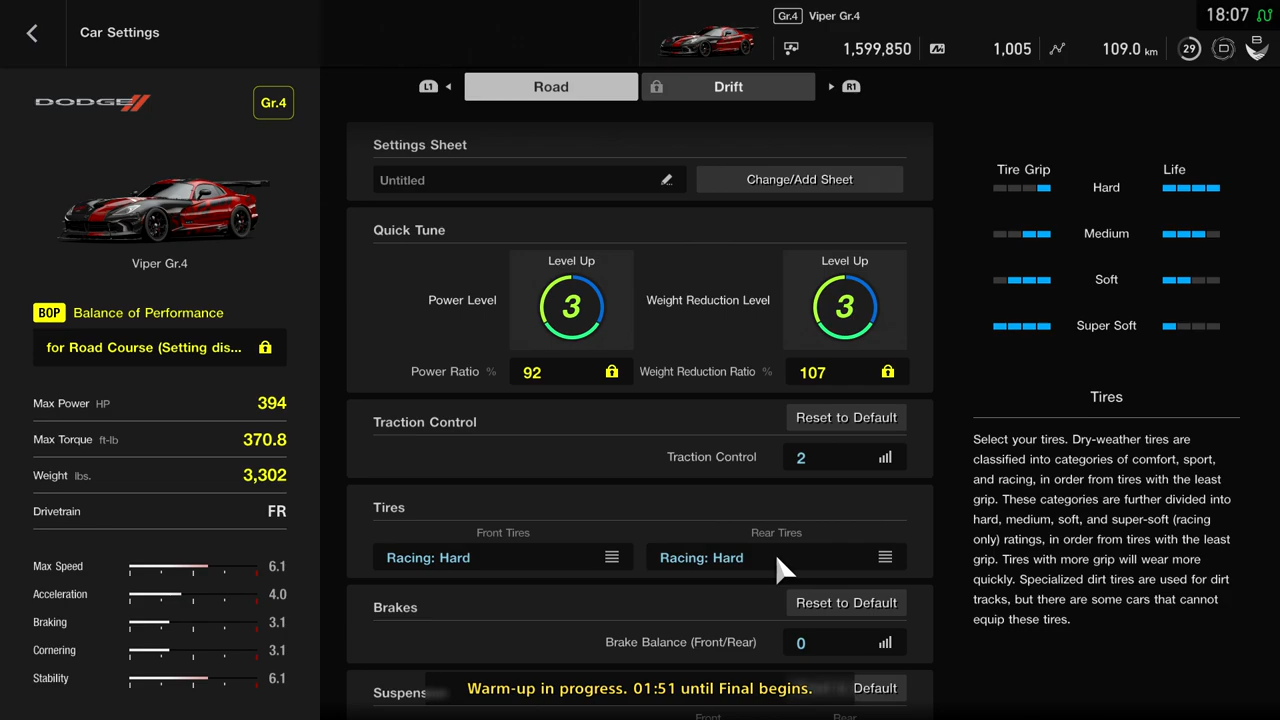 Car Settings
Gr.4 Viper Gr.4
18:07
1,599,850 1,005 109.0 km 29 D B
DODGE
Gr.4
Viper Gr.4
BOP Balance of Performance
for Road Course (Setting dis...
Max Power HP 394
Max Torque ft-lb 370.8
Weight lbs. 3,302
Drivetrain FR
Max Speed 6.1
Acceleration 4.0
Braking 3.1
Cornering 3.1
Stability 6.1
L1 Road Drift R1
Settings Sheet
Untitled Change/Add Sheet
Quick Tune
Level Up Level Up
Power Level 3 Weight Reduction Level 3
Power Ratio % 92 Weight Reduction Ratio % 107
Traction Control Reset to Default
Traction Control 2
Tires
Front Tires Rear Tires
Racing: Hard Racing: Hard
Brakes Reset to Default
Brake Balance (Front/Rear) 0
Suspens Default
Warm-up in progress. 01:51 until Final begins.
Front Rear
Tire Grip Life
Hard
Medium
Soft
Super Soft
Tires
Select your tires. Dry-weather tires are
classified into categories of comfort, sport,
and racing, in order from tires with the least
grip. These categories are further divided into
hard, medium, soft, and super-soft (racing
only) ratings, in order from tires with the least
grip. Tires with more grip will wear more
quickly. Specialized dirt tires are used for dirt
tracks, but there are some cars that cannot
equip these tires.